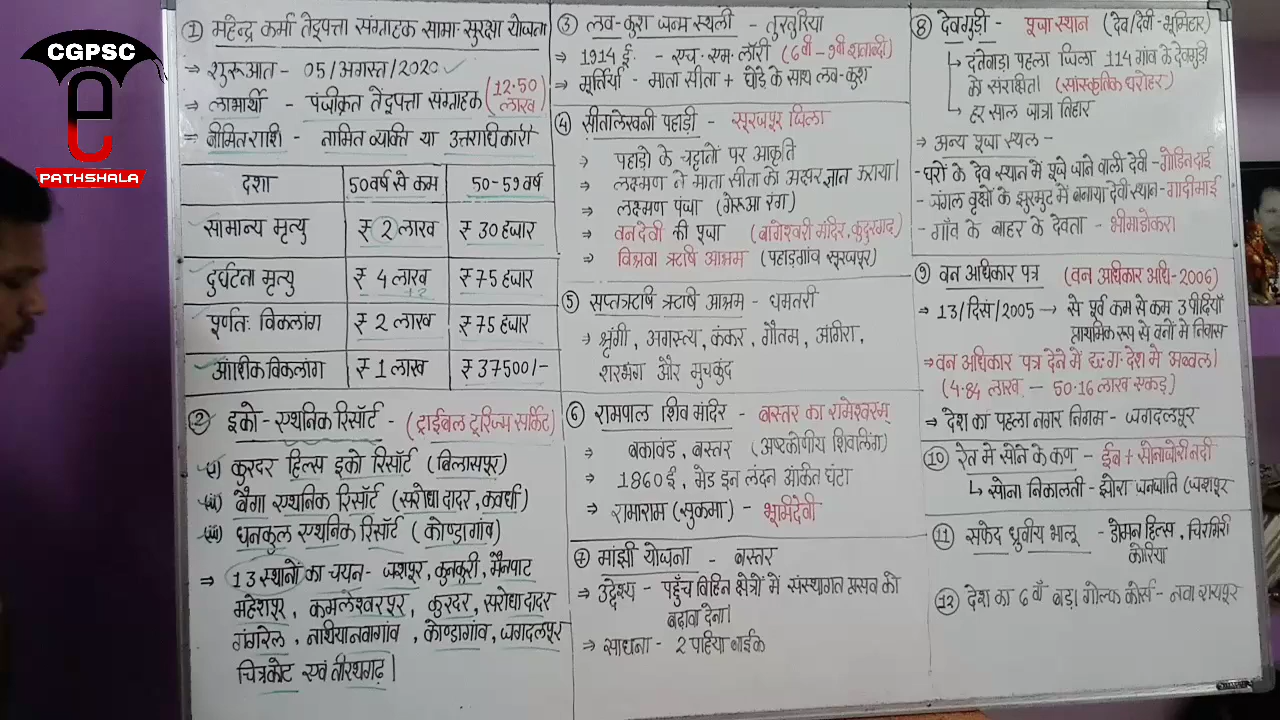 CGPSC
e
PATHSHALA
① महेन्द्र कर्मा तेंदूपत्ता संग्राहक सामा. सुरक्षा योजना
⇒ शुरूआत - 05/अगस्त/2020
⇒ लाभार्थी - पंजीकृत तेंदूपत्ता संग्राहक (12.50 लाख)
⇒ बीमित राशि - नामित व्यक्ति या उत्तराधिकारी
दशा 50 वर्ष से कम 50-59 वर्ष
सामान्य मृत्यु ₹ 2 लाख ₹ 30 हजार
दुर्घटना मृत्यु ₹ 4 लाख ₹ 75 हजार
पूर्णतः विकलांग ₹ 2 लाख ₹ 75 हजार
आंशिक विकलांग ₹ 1 लाख ₹ 37500/-
② इको-एथनिक रिसॉर्ट - (ट्राईबल टूरिज्म सर्किट)
(i) कुरदर हिल्स इको रिसॉर्ट (बिलासपुर)
(ii) बैगा एथनिक रिसॉर्ट (सरोधा दादर, कवर्धा)
(iii) धनकुल एथनिक रिसॉर्ट (कोण्डागांव)
⇒ 13 स्थानों का चयन - जशपुर, कुनकुरी, मैनपाट
महेशपुर, कमलेश्वरपुर, कुरदर, सरोधा दादर
गंगरेल, नथियानवागांव, कोण्डागांव, जगदलपुर
चित्रकोट एवं तीरथगढ़।
③ लव-कुश जन्म स्थली - तुरतुरिया
⇒ 1914 ई. - एच.एम. लॉरी (6वीं-9वीं शताब्दी)
⇒ मूर्तियां - माता सीता + घोड़े के साथ लव-कुश
④ सीतालेखनी पहाड़ी - सूरजपुर जिला
⇒ पहाड़ी के चट्टानों पर आकृति
⇒ लक्ष्मण ने माता सीता को अक्षर ज्ञान कराया।
⇒ लक्ष्मण पंजा (गेरूआ रंग)
⇒ वनदेवी की पूजा (बागेश्वरी मंदिर, कुदुरगढ़)
⇒ विश्रवा ऋषि आश्रम (पहाड़गांव सूरजपुर)
⑤ सप्तऋषि ऋषि आश्रम - धमतरी
⇒ श्रृंगी, अगस्त्य, कंकर, गौतम, अंगिरा,
शरभंग और मुचकुंद
⑥ रामपाल शिव मंदिर - बस्तर का रामेश्वरम्
⇒ बकावंड, बस्तर (अष्टकोणीय शिवलिंग)
⇒ 1860 ई, मेड इन लंदन अंकित घंटा
⇒ रामाराम (सुकमा) - भूमिदेवी
⑦ मांझी योजना - बस्तर
⇒ उद्देश्य - पहुँच विहिन क्षेत्रों में संस्थागत प्रसव को
बढ़ावा देना।
⇒ साधना - 2 पहिया बाईक
⑧ देवगुड़ी - पूजा स्थान (देव/देवी-भूमिहार)
↳ दंतेवाड़ा पहला जिला 114 गांव के देवगुड़ी
को संरक्षित। (सांस्कृतिक धरोहर)
↳ हर साल जात्रा तिहार
⇒ अन्य पूजा स्थल -
- घरों के देव स्थान में पूजे जाने वाली देवी - गोडिनदाई
- जंगल वृक्षों के झुरमुट में बनाया देवी स्थान - गादीमाई
- गाँव के बाहर के देवता - भीमाडोकरा
⑨ वन अधिकार पत्र (वन अधिकार अधि-2006)
⇒ 13/दिसं/2005 → से पूर्व कम से कम 3 पीढ़ियाँ
प्राथमिक रूप से वनों में निवास
⇒ वन अधिकार पत्र देने में छ.ग. देश में अव्वल।
(4.84 लाख - 50.16 लाख एकड़)
⇒ देश का पहला नगर निगम - जगदलपुर
⑩ रेत में सोने के कण - ईब + सोनाजोरी नदी
↳ सोना निकालती - झोरा जनजाति (जशपुर
⑪ सफेद ध्रुवीय भालू - डोमन हिल्स, चिरमिरी
कोरिया
⑫ देश का 6 वाँ बड़ा गोल्फ कोर्स - नवा रायपुर